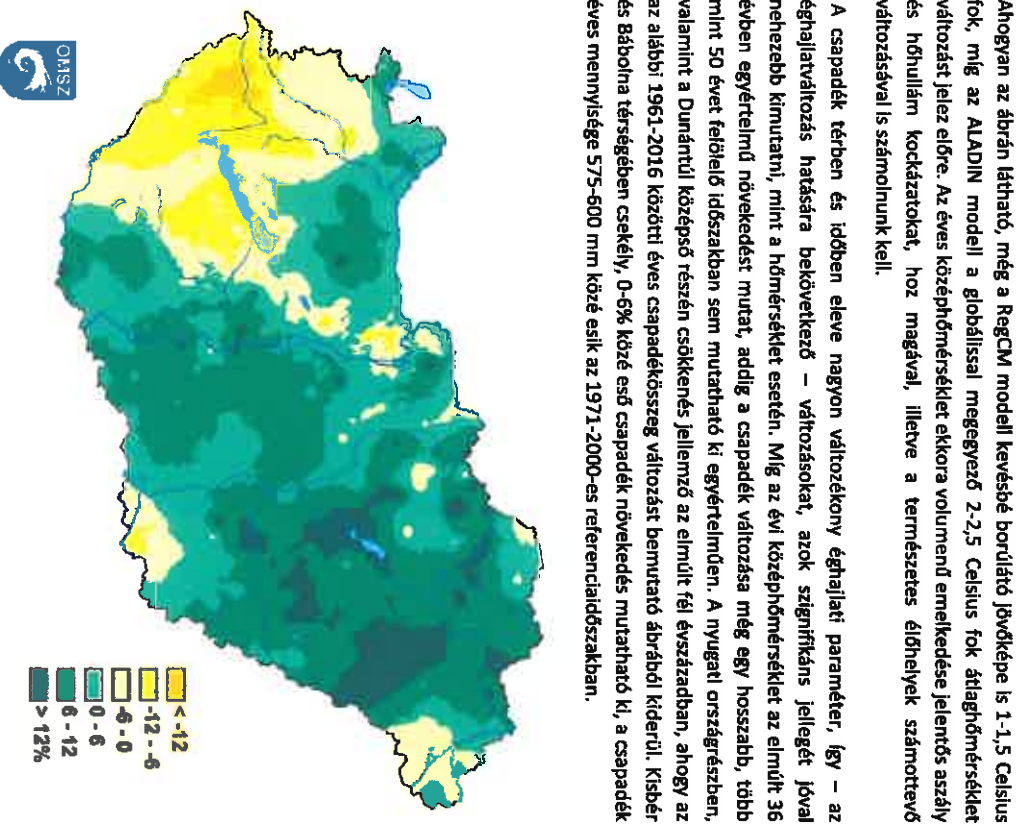 Ahogyan az ábrán látható, még a RegCM modell kevésbé borúlátó jövőképe is 1-1,5 Celsius
fok, míg az ALADIN modell a globálissal megegyező 2-2,5 Celsius fok átlaghőmérséklet
változást jelez előre. Az éves középhőmérséklet ekkora volumenű emelkedése jelentős aszály
és hőhullám kockázatokat, hoz magával, illetve a természetes élőhelyek számottevő
változásával is számolnunk kell.
A csapadék térben és időben eleve nagyon változékony éghajlati paraméter, így – az
éghajlatváltozás hatására bekövetkező – változásokat, azok szignifikáns jellegét jóval
nehezebb kimutatni, mint a hőmérséklet esetén. Míg az évi középhőmérséklet az elmúlt 36
évben egyértelmű növekedést mutat, addig a csapadék változása még egy hosszabb, több
mint 50 évet felölelő időszakban sem mutatható ki egyértelműen. A nyugati országrészben,
valamint a Dunántúl középső részén csökkenés jellemző az elmúlt fél évszázadban, ahogy az
az alábbi 1961-2016 közötti éves csapadékösszeg változást bemutató ábrából kiderül. Kisbér
és Bábolna térségében csekély, 0-6% közé eső csapadék növekedés mutatható ki, a csapadék
éves mennyisége 575-600 mm közé esik az 1971-2000-es referenciaidőszakban.
OMSZ
< -12
-12 - -6
-6 - 0
0 - 6
6 - 12
> 12%